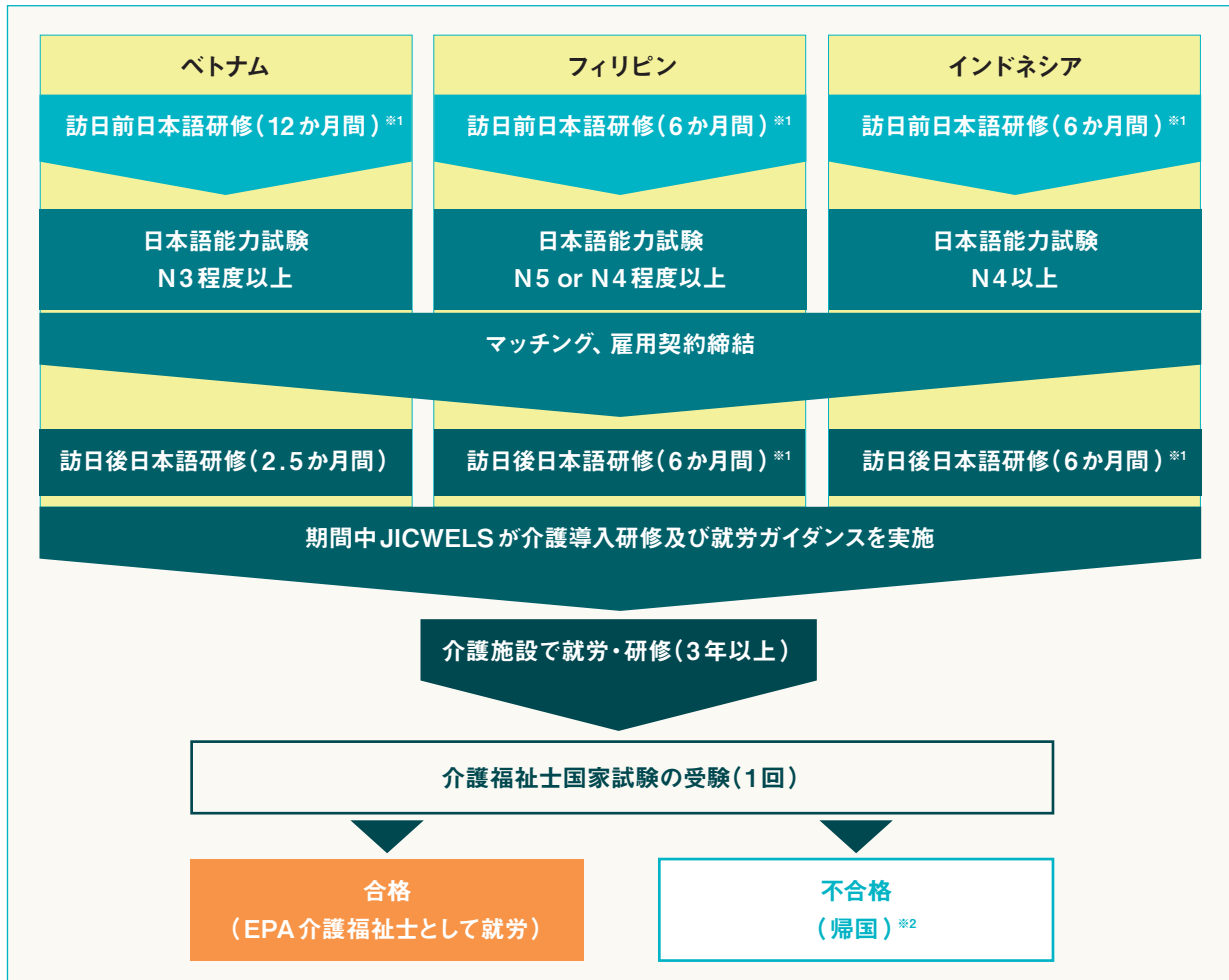 ベトナム
フィリピン
インドネシア
訪日前日本語研修(12か月間)※1
訪日前日本語研修(6か月間)※1
訪日前日本語研修(6か月間)※1
日本語能力試験
N3程度以上
日本語能力試験
N5 or N4程度以上
日本語能力試験
N4以上
マッチング、雇用契約締結
訪日後日本語研修(2.5か月間)
訪日後日本語研修(6か月間)※1
訪日後日本語研修(6か月間)※1
期間中JICWELSが介護導入研修及び就労ガイダンスを実施
介護施設で就労・研修(3年以上)
介護福祉士国家試験の受験(1回)
合格
(EPA介護福祉士として就労)
不合格
(帰国)※2